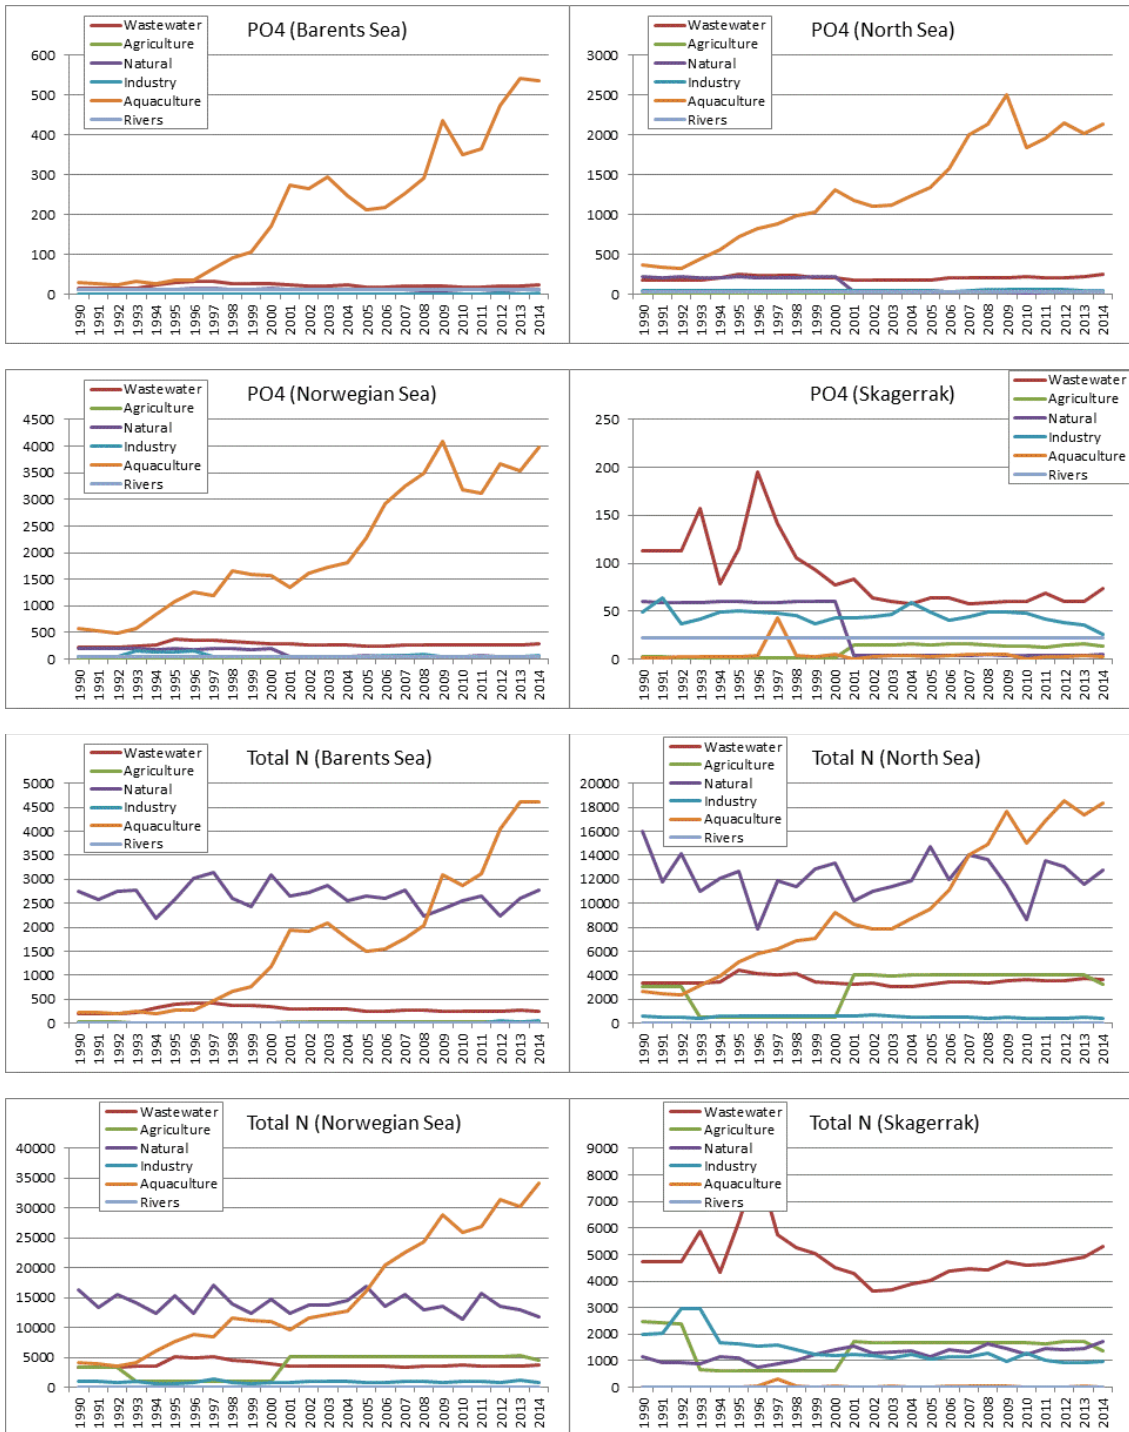 PO4 (Barents Sea)
Wastewater
Agriculture
Natural
Industry
Aquaculture
Rivers
600
500
400
300
200
100
0
1990 1991 1992 1993 1994 1995 1996 1997 1998 1999 2000 2001 2002 2003 2004 2005 2006 2007 2008 2009 2010 2011 2012 2013 2014
PO4 (North Sea)
Wastewater
Agriculture
Natural
Industry
Aquaculture
Rivers
3000
2500
2000
1500
1000
500
0
1990 1991 1992 1993 1994 1995 1996 1997 1998 1999 2000 2001 2002 2003 2004 2005 2006 2007 2008 2009 2010 2011 2012 2013 2014
PO4 (Norwegian Sea)
Wastewater
Agriculture
Natural
Industry
Aquaculture
Rivers
4500
4000
3500
3000
2500
2000
1500
1000
500
0
1990 1991 1992 1993 1994 1995 1996 1997 1998 1999 2000 2001 2002 2003 2004 2005 2006 2007 2008 2009 2010 2011 2012 2013 2014
PO4 (Skagerrak)
Wastewater
Agriculture
Natural
Industry
Aquaculture
Rivers
250
200
150
100
50
0
1990 1991 1992 1993 1994 1995 1996 1997 1998 1999 2000 2001 2002 2003 2004 2005 2006 2007 2008 2009 2010 2011 2012 2013 2014
Total N (Barents Sea)
Wastewater
Agriculture
Natural
Industry
Aquaculture
Rivers
5000
4500
4000
3500
3000
2500
2000
1500
1000
500
0
1990 1991 1992 1993 1994 1995 1996 1997 1998 1999 2000 2001 2002 2003 2004 2005 2006 2007 2008 2009 2010 2011 2012 2013 2014
Total N (North Sea)
Wastewater
Agriculture
Natural
Industry
Aquaculture
Rivers
20000
18000
16000
14000
12000
10000
8000
6000
4000
2000
0
1990 1991 1992 1993 1994 1995 1996 1997 1998 1999 2000 2001 2002 2003 2004 2005 2006 2007 2008 2009 2010 2011 2012 2013 2014
Total N (Norwegian Sea)
Wastewater
Agriculture
Natural
Industry
Aquaculture
Rivers
40000
35000
30000
25000
20000
15000
10000
5000
0
1990 1991 1992 1993 1994 1995 1996 1997 1998 1999 2000 2001 2002 2003 2004 2005 2006 2007 2008 2009 2010 2011 2012 2013 2014
Total N (Skagerrak)
Wastewater
Agriculture
Natural
Industry
Aquaculture
Rivers
9000
8000
7000
6000
5000
4000
3000
2000
1000
0
1990 1991 1992 1993 1994 1995 1996 1997 1998 1999 2000 2001 2002 2003 2004 2005 2006 2007 2008 2009 2010 2011 2012 2013 2014